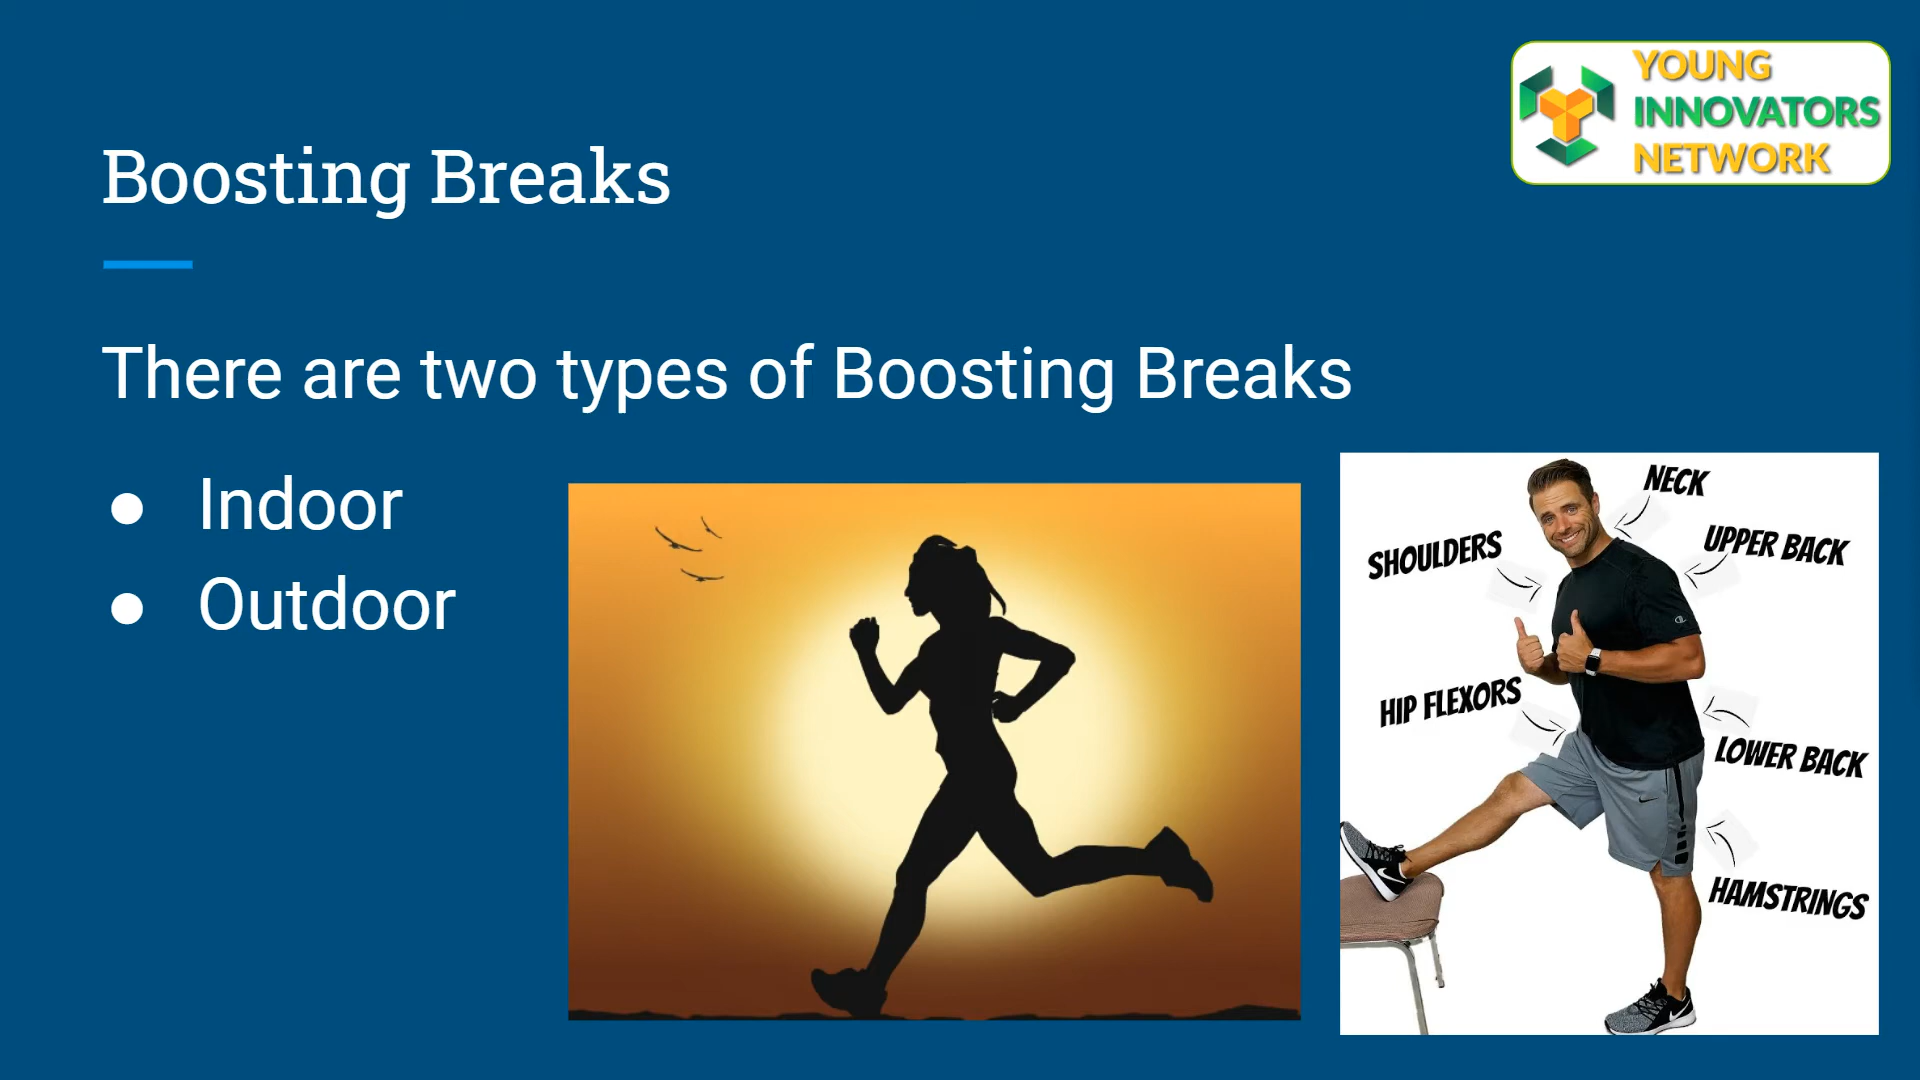 YOUNG
INNOVATORS
NETWORK
Boosting Breaks
There are two types of Boosting Breaks
● Indoor
● Outdoor
NECK
SHOULDERS
UPPER BACK
HIP FLEXORS
LOWER BACK
HAMSTRINGS